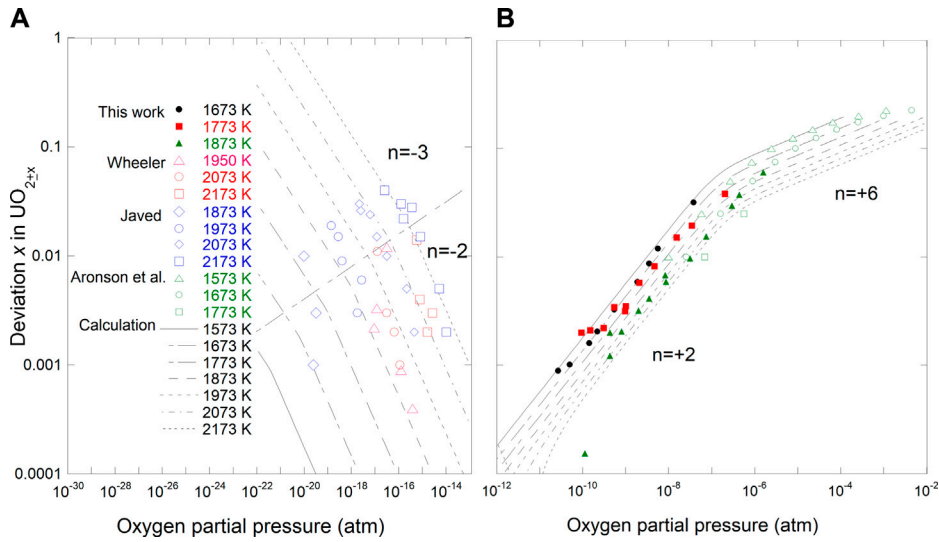 A
B
1
0.1
0.01
0.001
0.0001
Deviation x in UO2±x
This work 1673 K
1773 K
1873 K
Wheeler 1950 K
2073 K
2173 K
Javed 1873 K
1973 K
2073 K
2173 K
Aronson et al. 1573 K
1673 K
1773 K
Calculation 1573 K
1673 K
1773 K
1873 K
1973 K
2073 K
2173 K
n=-3
n=-2
n=+6
n=+2
10-30 10-28 10-26 10-24 10-22 10-20 10-18 10-16 10-14
10-12 10-10 10-8 10-6 10-4 10-2
Oxygen partial pressure (atm)
Oxygen partial pressure (atm)